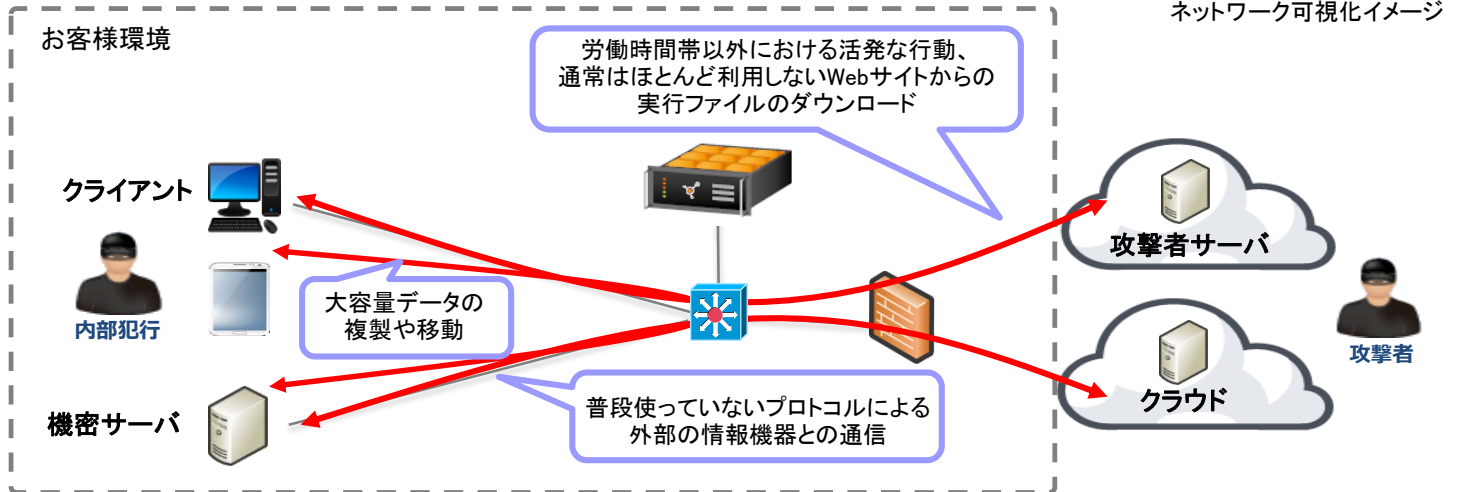 ネットワーク可視化イメージ
お客様環境
労働時間帯以外における活発な行動、
通常はほとんど利用しないWebサイトからの
実行ファイルのダウンロード
クライアント
攻撃者サーバ
大容量データの
複製や移動
内部犯行
攻撃者
普段使っていないプロトコルによる
外部の情報機器との通信
クラウド
機密サーバ